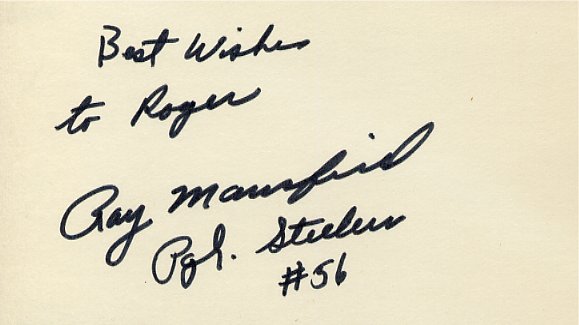 Best Wishes
to Roger
Ray Mansfield
Pgh. Steelers
#56